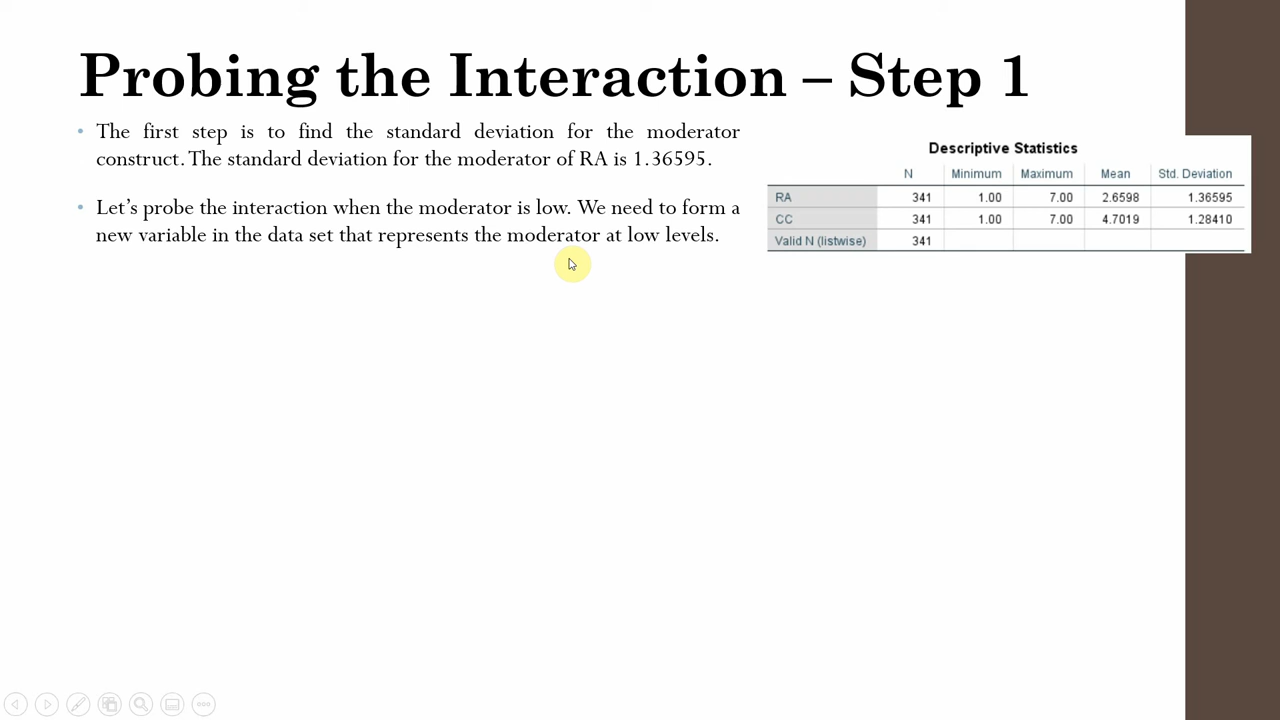 Probing the Interaction – Step 1
• The first step is to find the standard deviation for the moderator
construct. The standard deviation for the moderator of RA is 1.36595.
• Let’s probe the interaction when the moderator is low. We need to form a
new variable in the data set that represents the moderator at low levels.
Descriptive Statistics
N Minimum Maximum Mean Std. Deviation
RA 341 1.00 7.00 2.6598 1.36595
CC 341 1.00 7.00 4.7019 1.28410
Valid N (listwise) 341